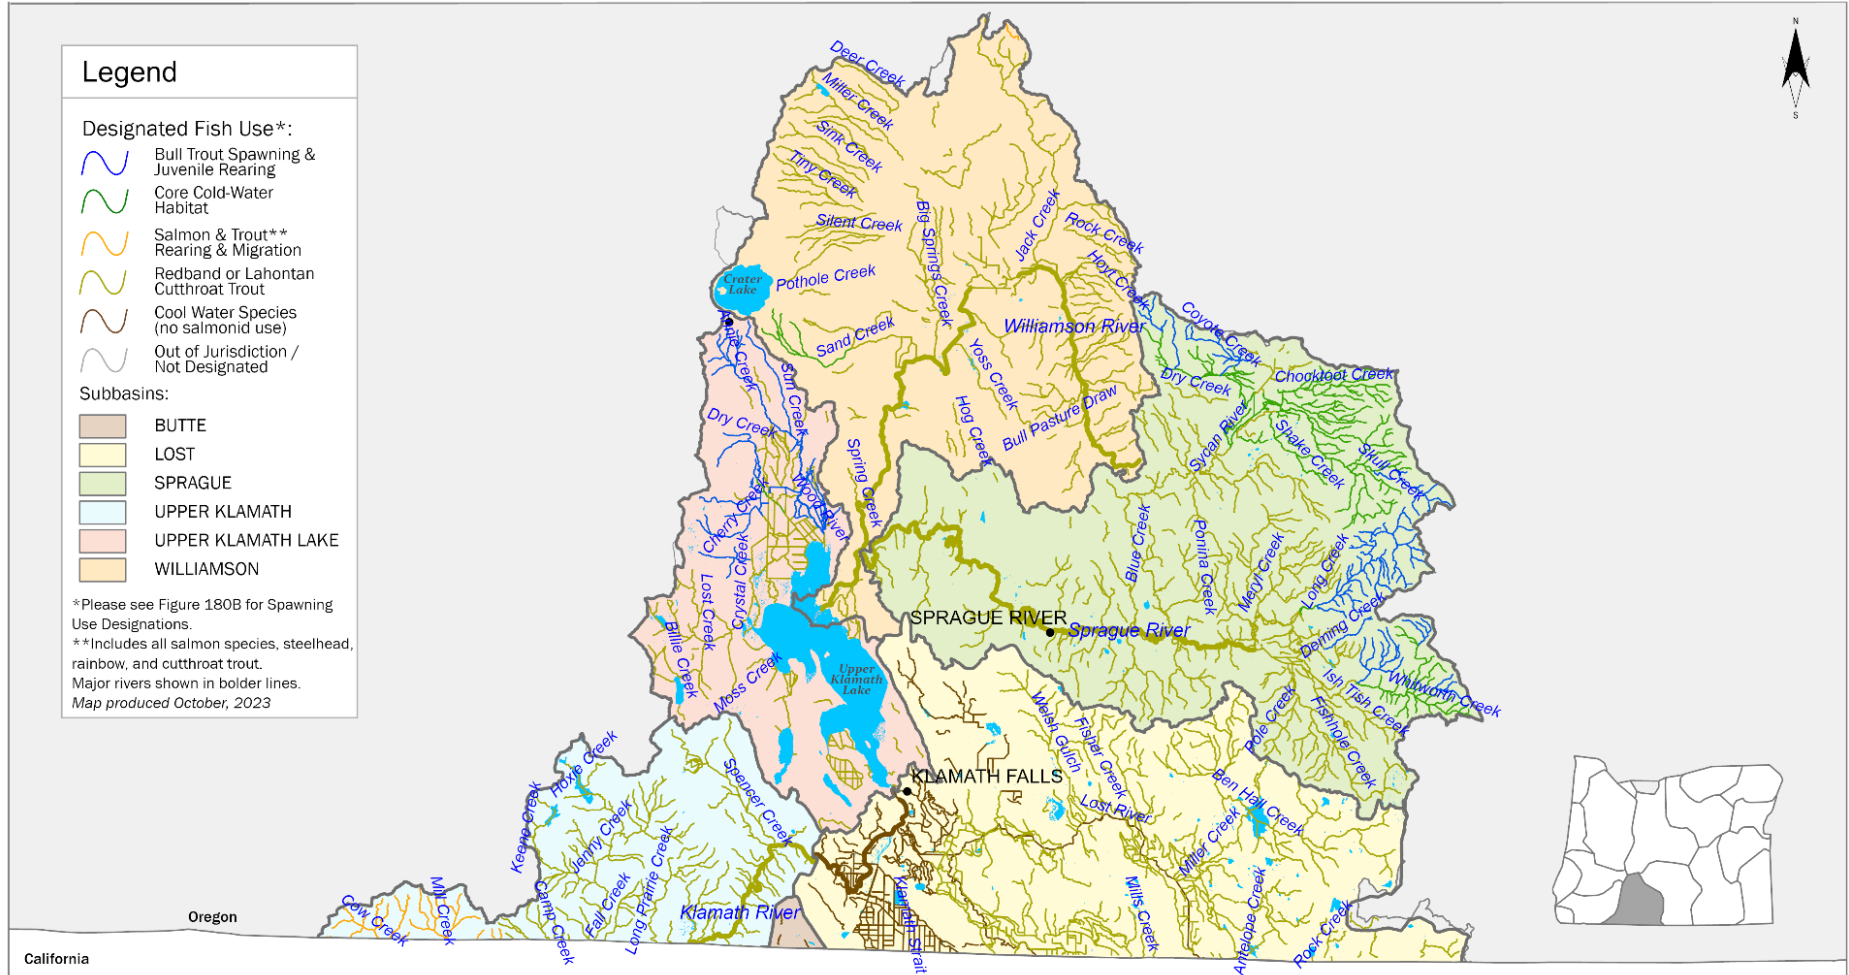 Legend
Designated Fish Use*:
Bull Trout Spawning &
Juvenile Rearing
Core Cold-Water
Habitat
Salmon & Trout**
Rearing & Migration
Redband or Lahontan
Cutthroat Trout
Cool Water Species
(no salmonid use)
Out of Jurisdiction /
Not Designated
Subbasins:
BUTTE
LOST
SPRAGUE
UPPER KLAMATH
UPPER KLAMATH LAKE
WILLIAMSON
*Please see Figure 180B for Spawning
Use Designations.
**Includes all salmon species, steelhead,
rainbow, and cutthroat trout.
Major rivers shown in bolder lines.
Map produced October, 2023
N
S
Deer Creek
Miller Creek
Sink Creek
Tiny Creek
Silent Creek
Big Springs Creek
Jack Creek
Rock Creek
Hoyt Creek
Crater
Lake
Pothole Creek
Sand Creek
Williamson River
Coyote Creek
Annie Creek
Sun Creek
Yoss Creek
Dry Creek
Chocktoot Creek
Dry Creek
Hog Creek
Bull Pasture Draw
Sycan River
Shake Creek
Skull Creek
Spring Creek
Wood River
Cherry Creek
Crystal Creek
Lost Creek
Blue Creek
Ponina Creek
Meryl Creek
Long Creek
Deming Creek
SPRAGUE RIVER
Sprague River
Billie Creek
Moss Creek
Upper
Klamath
Lake
Ish Tish Creek
Whitworth Creek
Pole Creek
Fishhole Creek
Welsh Gulch
Fisher Creek
Hoxie Creek
Spencer Creek
KLAMATH FALLS
Lost River
Ben Hall Creek
Keene Creek
Jenny Creek
Miller Creek
Long Prairie Creek
Fall Creek
Camp Creek
Mill Creek
Cow Creek
Klamath River
Klamath Strait
Mills Creek
Antelope Creek
Rock Creek
Oregon
California